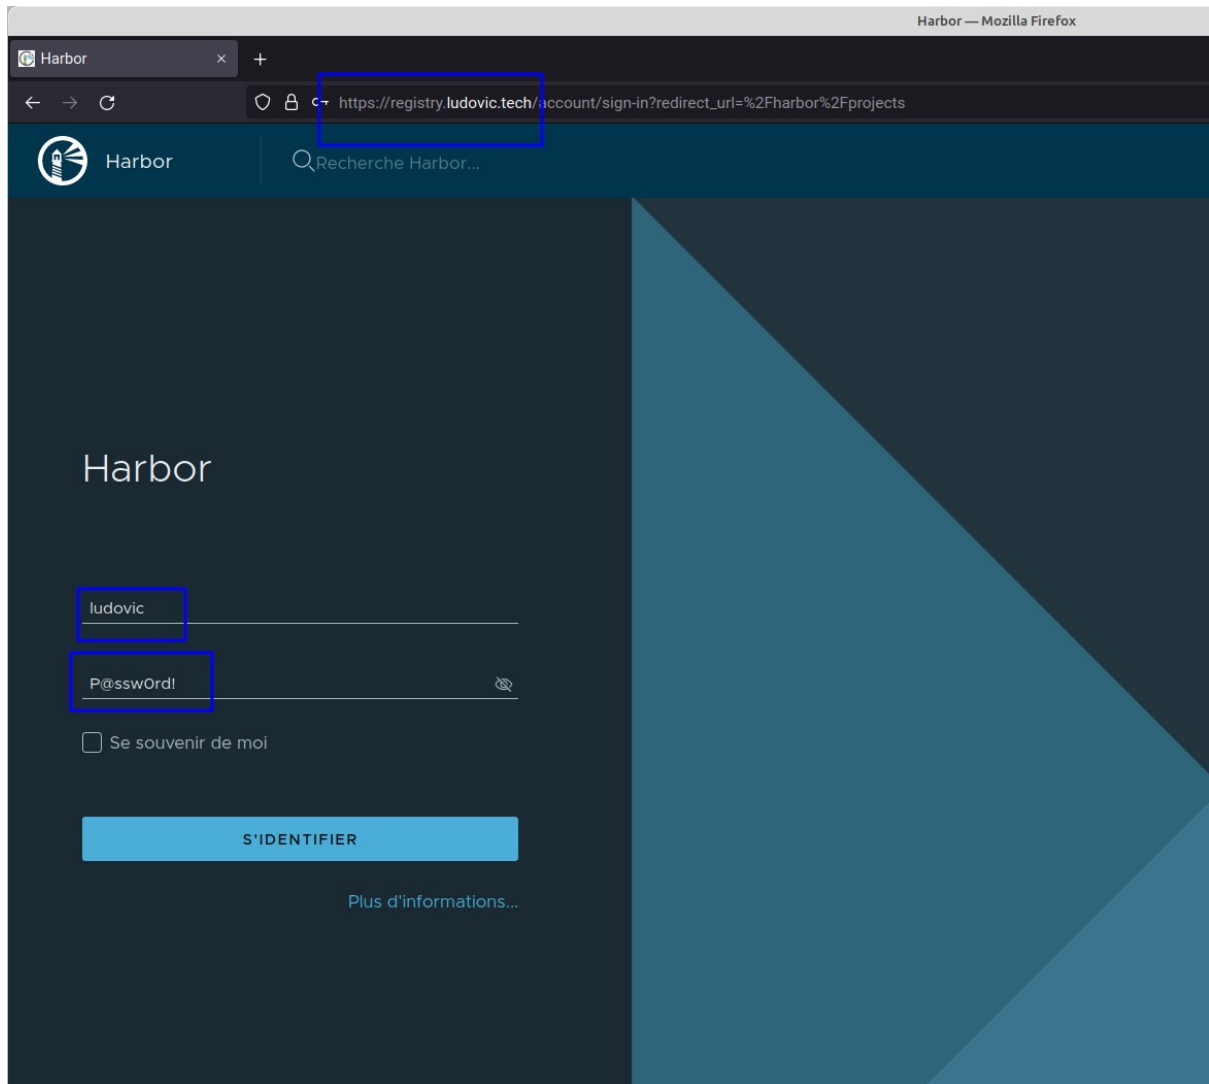 Harbor — Mozilla Firefox
Harbor
https://registry.ludovic.tech/account/sign-in?redirect_url=%2Fharbor%2Fprojects
Harbor
Recherche Harbor...
Harbor
ludovic
P@ssw0rd!
Se souvenir de moi
S'IDENTIFIER
Plus d'informations...